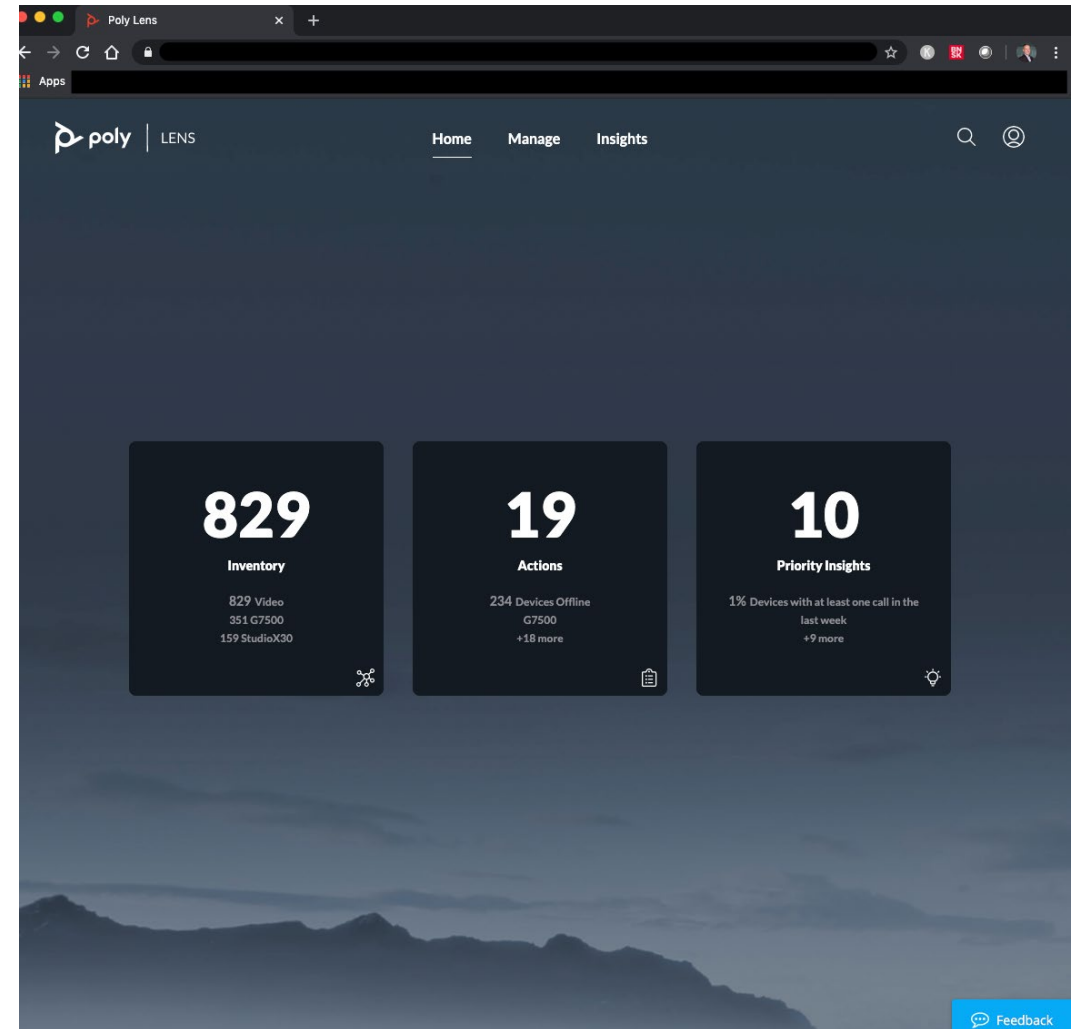 Poly Lens
Apps
poly | LENS
Home Manage Insights
829
Inventory
829 Video
351 G7500
159 StudioX30
19
Actions
234 Devices Offline
G7500
+18 more
10
Priority Insights
1% Devices with at least one call in the
last week
+9 more
Feedback